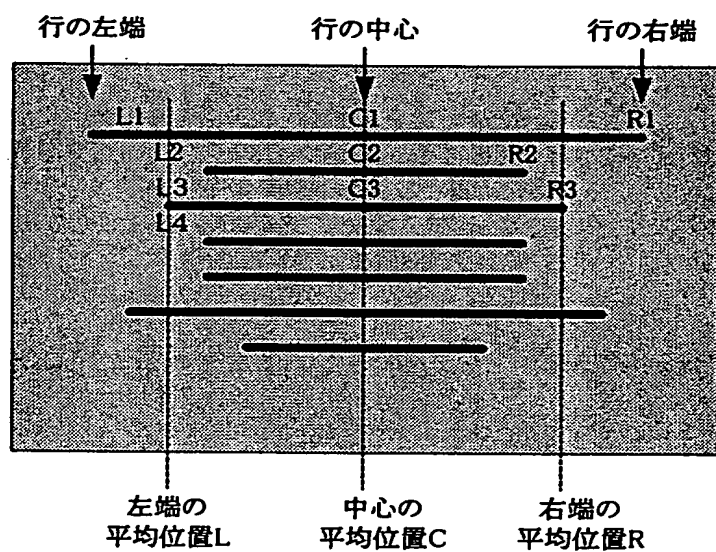 行の左端 行の中心 行の右端
L1 C1 R1
L2 C2 R2
L3 C3 R3
L4
左端の 中心の 右端の
平均位置L 平均位置C 平均位置R